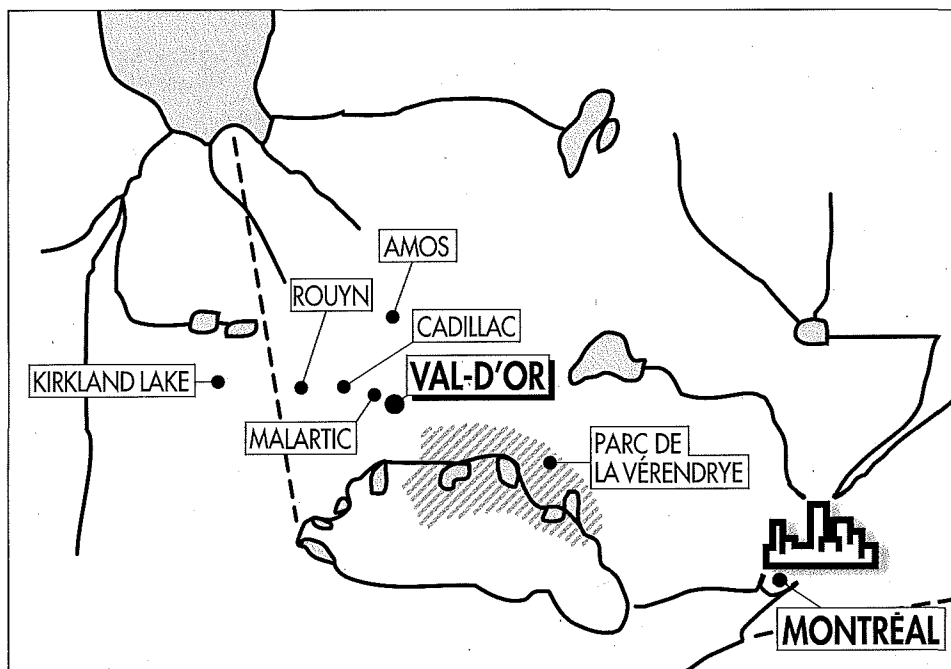 AMOS
ROUYN
CADILLAC
KIRKLAND LAKE
VAL-D'OR
MALARTIC
PARC DE
LA VÉRENDRYE
MONTRÉAL